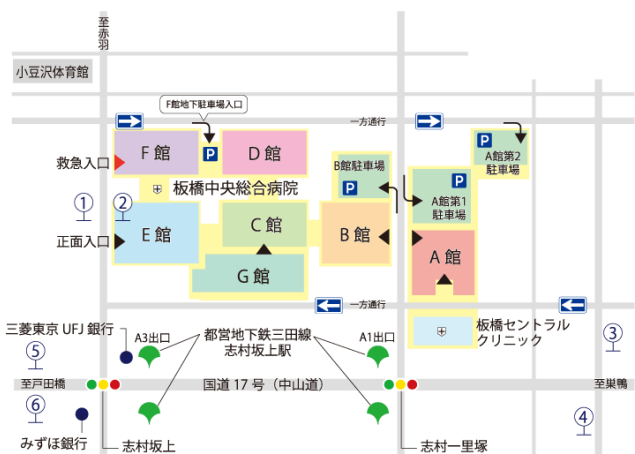 至赤羽
小豆沢体育館
F館地下駐車場入口
一方通行
一方通行
P
F 館
D 館
P
A館第2
駐車場
救急入口
B館駐車場
P
P
板橋中央総合病院
A館第1
駐車場
①
②
E 館
C 館
B 館
A 館
正面入口
G 館
一方通行
三菱東京 UFJ 銀行
A3出口
都営地下鉄三田線
志村坂上駅
A1出口
板橋セントラル
クリニック
③
⑤
至戸田橋
国道 17 号（中山道）
至巣鴨
⑥
④
みずほ銀行
志村坂上
志村一里塚